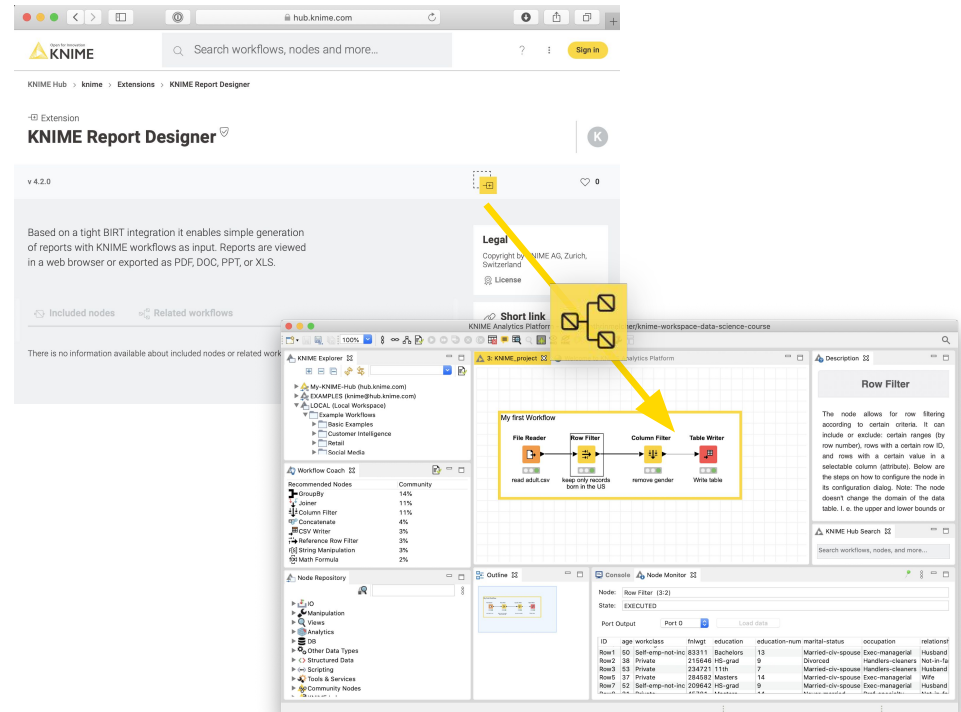 hub.knime.com
Open for Innovation
KNIME
Search workflows, nodes and more...
?
Sign in
KNIME Hub > knime > Extensions > KNIME Report Designer
Extension
KNIME Report Designer
K
v 4.2.0
0
Based on a tight BIRT integration it enables simple generation
of reports with KNIME workflows as input. Reports are viewed
in a web browser or exported as PDF, DOC, PPT, or XLS.
Legal
Copyright by KNIME AG, Zurich,
Switzerland
License
Included nodes
Related workflows
Short link
There is no information available about included nodes or related work
KNIME Analytics Platform
er/knime-workspace-data-science-course
100%
KNIME Explorer
My-KNIME-Hub (hub.knime.com)
EXAMPLES (knime@hub.knime.com)
LOCAL (Local Workspace)
Example Workflows
Basic Examples
Customer Intelligence
Retail
Social Media
Workflow Coach
Recommended Nodes Community
GroupBy 14%
Joiner 11%
Column Filter 11%
Concatenate 4%
CSV Writer 3%
Reference Row Filter 3%
String Manipulation 3%
Math Formula 2%
Node Repository
IO
Manipulation
Views
Analytics
DB
Other Data Types
Structured Data
Scripting
Tools & Services
Community Nodes
3: KNIME_project
alytics Platform
My first Workflow
File Reader
Row Filter
Column Filter
Table Writer
read adult.csv
keep only records
born in the US
remove gender
Write table
Description
Row Filter
The node allows for row filtering
according to certain criteria. It can
include or exclude: certain ranges (by
row number), rows with a certain row ID,
and rows with a certain value in a
selectable column (attribute). Below are
the steps on how to configure the node in
its configuration dialog. Note: The node
doesn't change the domain of the data
table. I. e. the upper and lower bounds or
KNIME Hub Search
Search workflows, nodes, and more...
Outline
Console
Node Monitor
Node: Row Filter (3:2)
State: EXECUTED
Port Output Port 0 Load data
ID age workclass fnlwgt education education-num marital-status occupation relationsh
Row1 50 Self-emp-not-inc 83311 Bachelors 13 Married-civ-spouse Exec-managerial Husband
Row2 38 Private 215646 HS-grad 9 Divorced Handlers-cleaners Not-in-fa
Row3 53 Private 234721 11th 7 Married-civ-spouse Handlers-cleaners Husband
Row5 37 Private 284582 Masters 14 Married-civ-spouse Exec-managerial Wife
Row7 52 Self-emp-not-inc 209642 HS-grad 9 Married-civ-spouse Exec-managerial Husband